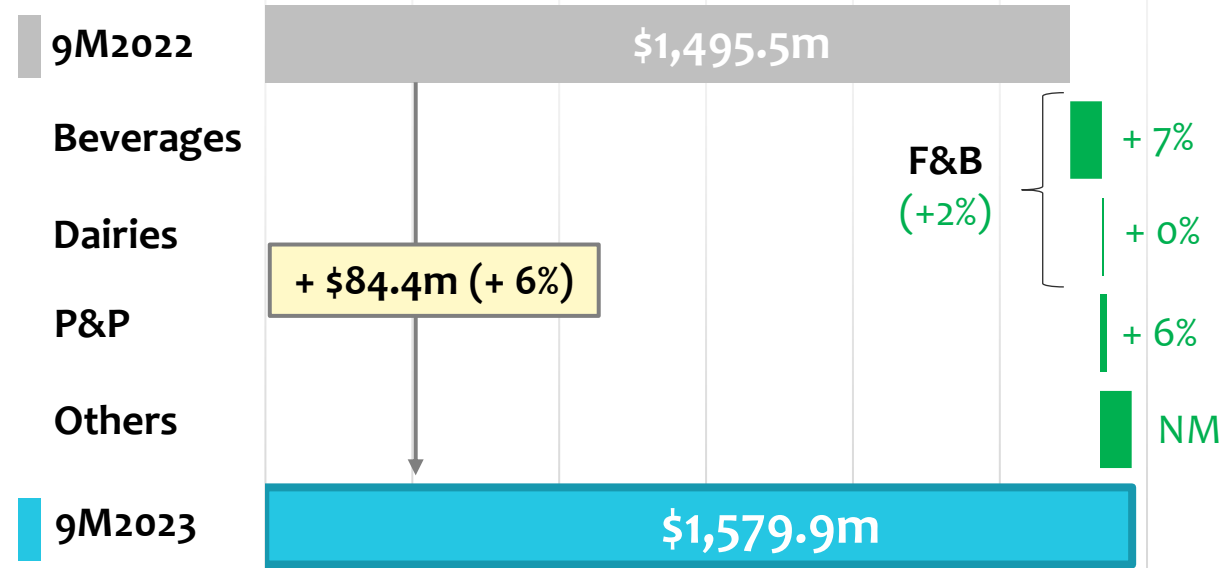 9M2022
$1,495.5m
Beverages
+ 7%
F&B
(+2%)
Dairies
+ 0%
+ $84.4m (+ 6%)
P&P
+ 6%
Others
NM
9M2023
$1,579.9m